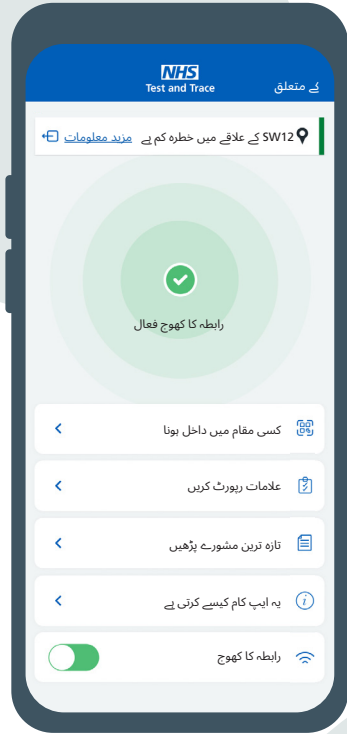 NHS
Test and Trace
کے متعلق
SW12 کے علاقے میں خطرہ کم ہے مزید معلومات
رابطہ کا کھوج فعال
کسی مقام میں داخل ہونا
علامات رپورٹ کریں
تازہ ترین مشورے پڑھیں
یہ ایپ کام کیسے کرتی ہے
رابطہ کا کھوج